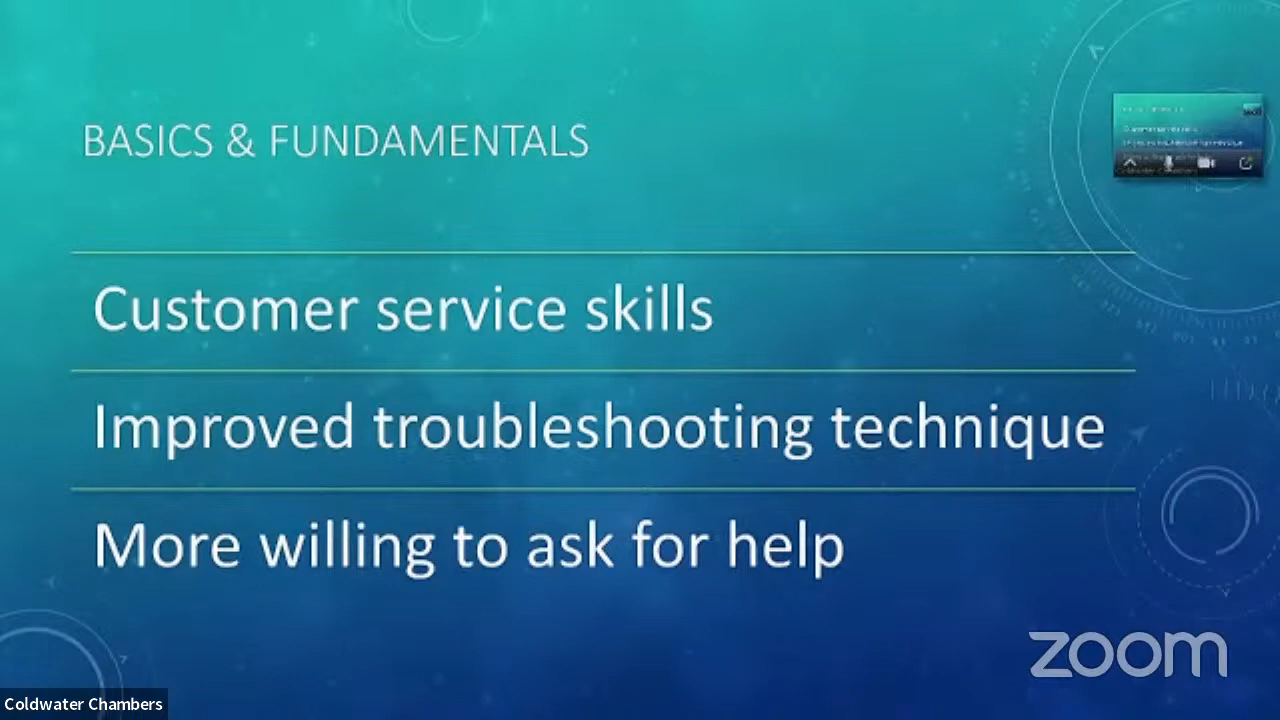 BASICS & FUNDAMENTALS
Customer service skills
Improved troubleshooting technique
More willing to ask for help
zoom
Coldwater Chambers